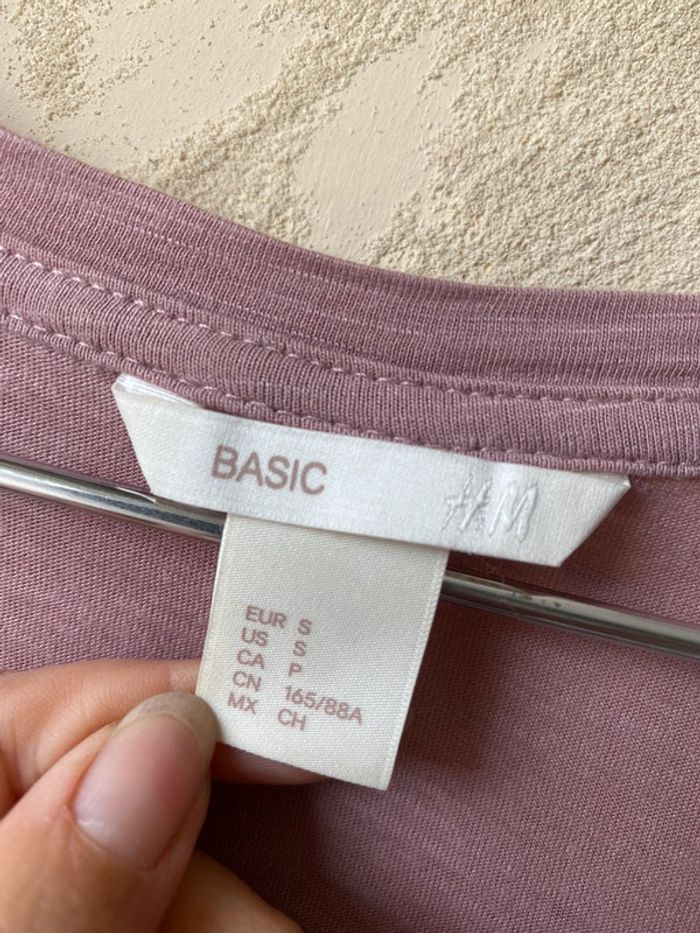 BASIC H&M
EUR S
US S
CA P
CN 165/88A
MX CH